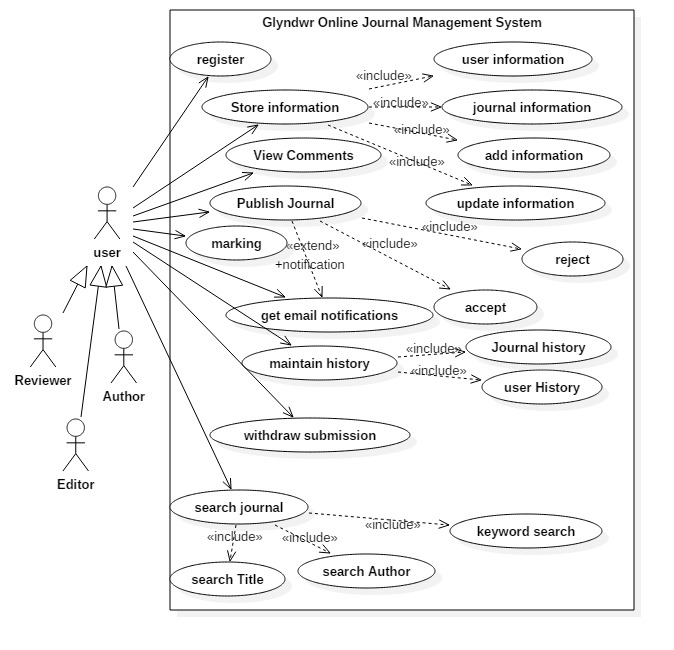 Glyndwr Online Journal Management System
register
«include»
user information
Store information
«include»
journal information
«include»
View Comments
«include»
add information
Publish Journal
update information
user
marking
«extend»
+notification
«include»
«include»
reject
get email notifications
accept
Reviewer
Author
maintain history
«include»
Journal history
«include»
user History
withdraw submission
Editor
search journal
«include»
«include»
«include»
keyword search
search Title
search Author